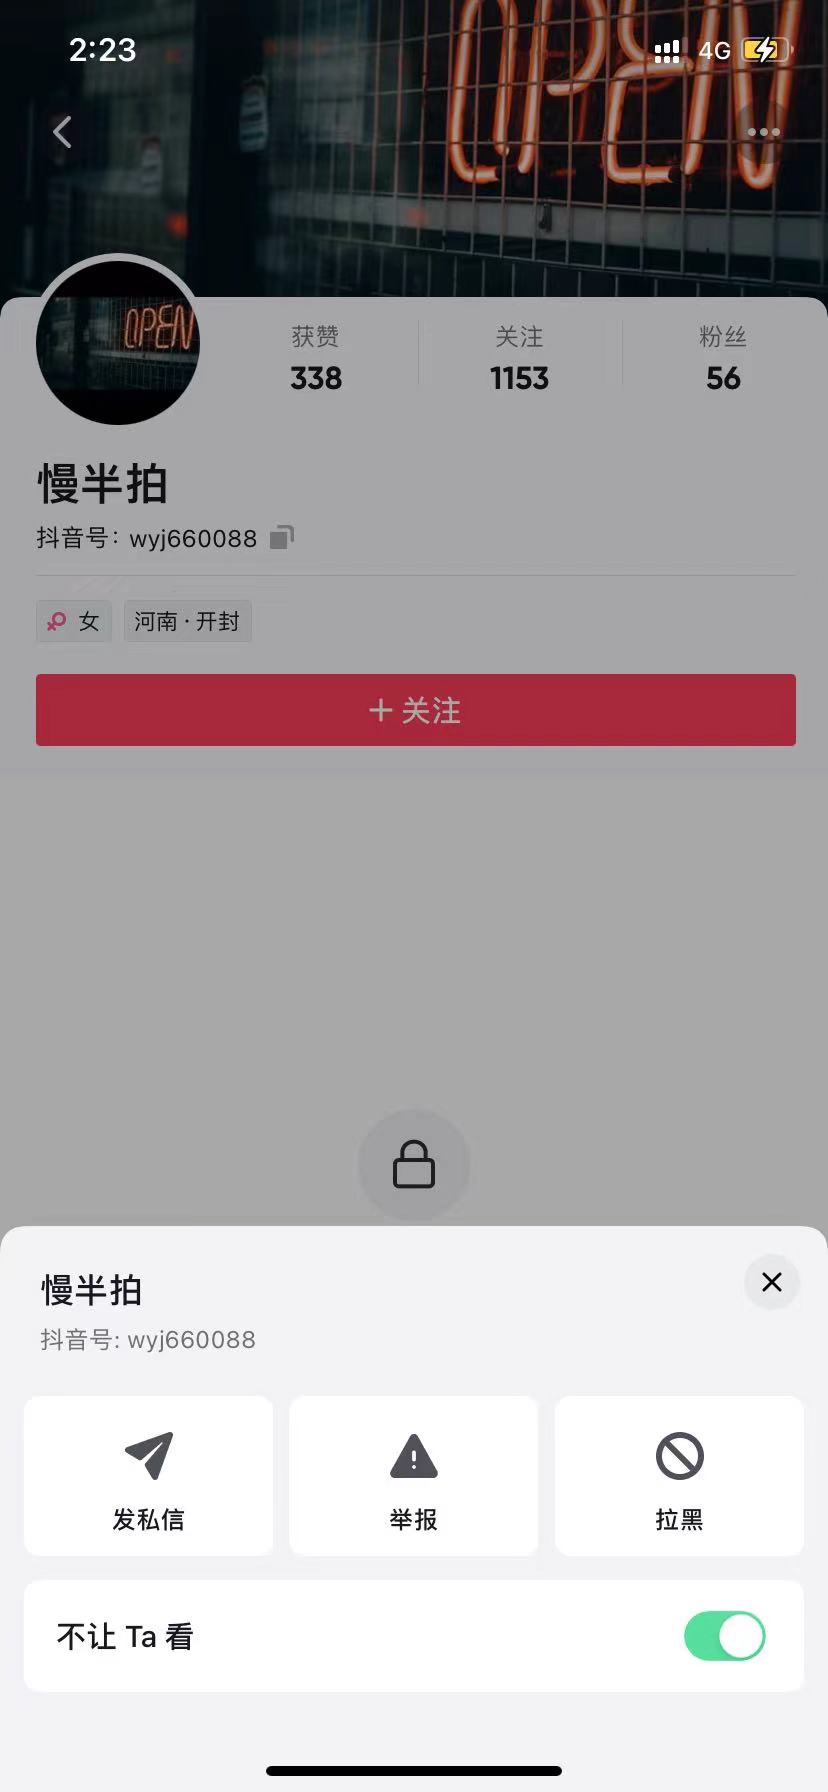 2:23
4G
OPEN
OPEN
获赞
关注
粉丝
338
1153
56
慢半拍
抖音号：wyj660088
女
河南 · 开封
+ 关注
慢半拍
抖音号: wyj660088
发私信
举报
拉黑
不让 Ta 看